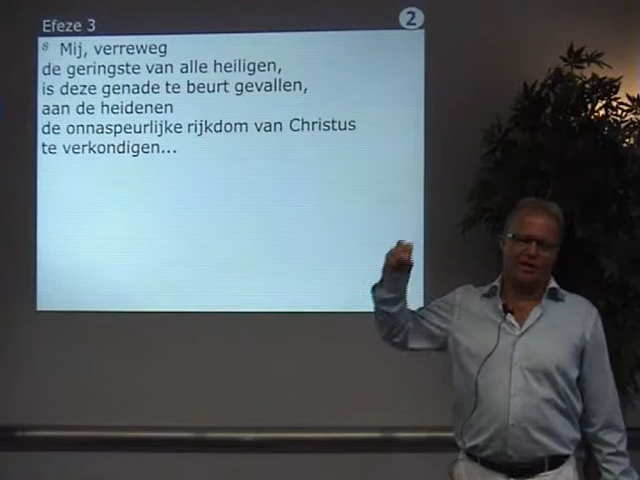 Efeze 3
2
8 Mij, verreweg
de geringste van alle heiligen,
is deze genade te beurt gevallen,
aan de heidenen
de onnaspeurlijke rijkdom van Christus
te verkondigen...